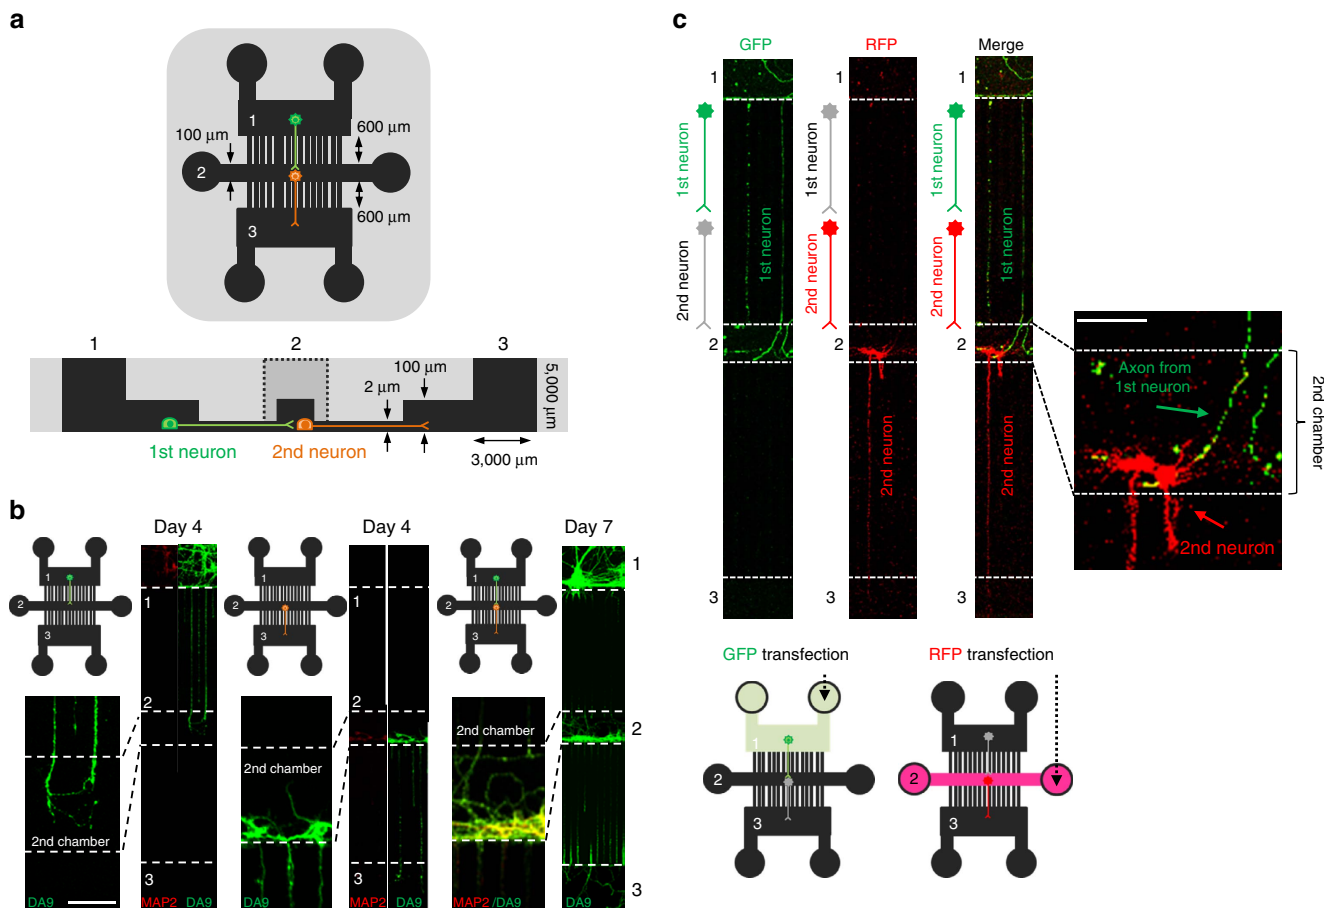 a
1
100 µm
600 µm
2
600 µm
3
1
2
3
100 µm
2 µm
5,000 µm
1st neuron
2nd neuron
3,000 µm
b
Day 4
Day 4
Day 7
1
2
3
1
2
3
2nd chamber
DA9
MAP2
DA9
1
2
3
1
2
3
2nd chamber
DA9
MAP2
DA9
1
2
3
2nd chamber
MAP2 /DA9
1
2
3
DA9
c
GFP
RFP
Merge
1
1
1
1st neuron
2nd neuron
1st neuron
1st neuron
2nd neuron
2nd neuron
1st neuron
2nd neuron
1st neuron
2nd neuron
2
2
2
3
3
3
Axon from
1st neuron
2nd neuron
2nd chamber
GFP transfection
RFP transfection
1
2
3
1
2
3